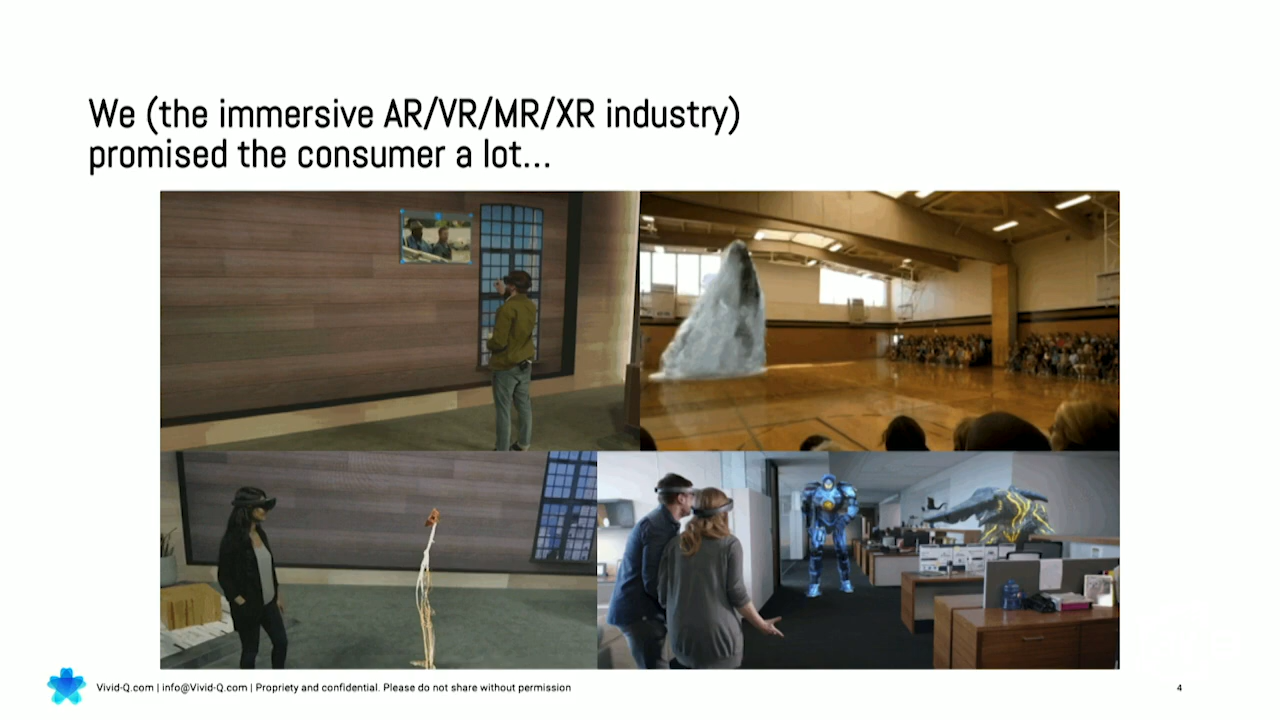 We (the immersive AR/VR/MR/XR industry)
promised the consumer a lot...
Vivid-Q.com | info@Vivid-Q.com | Propriety and confidential. Please do not share without permission
4